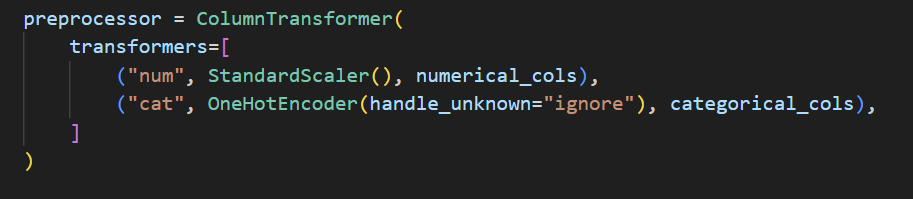 preprocessor = ColumnTransformer(
    transformers=[
        ("num", StandardScaler(), numerical_cols),
        ("cat", OneHotEncoder(handle_unknown="ignore"), categorical_cols),
    ]
)